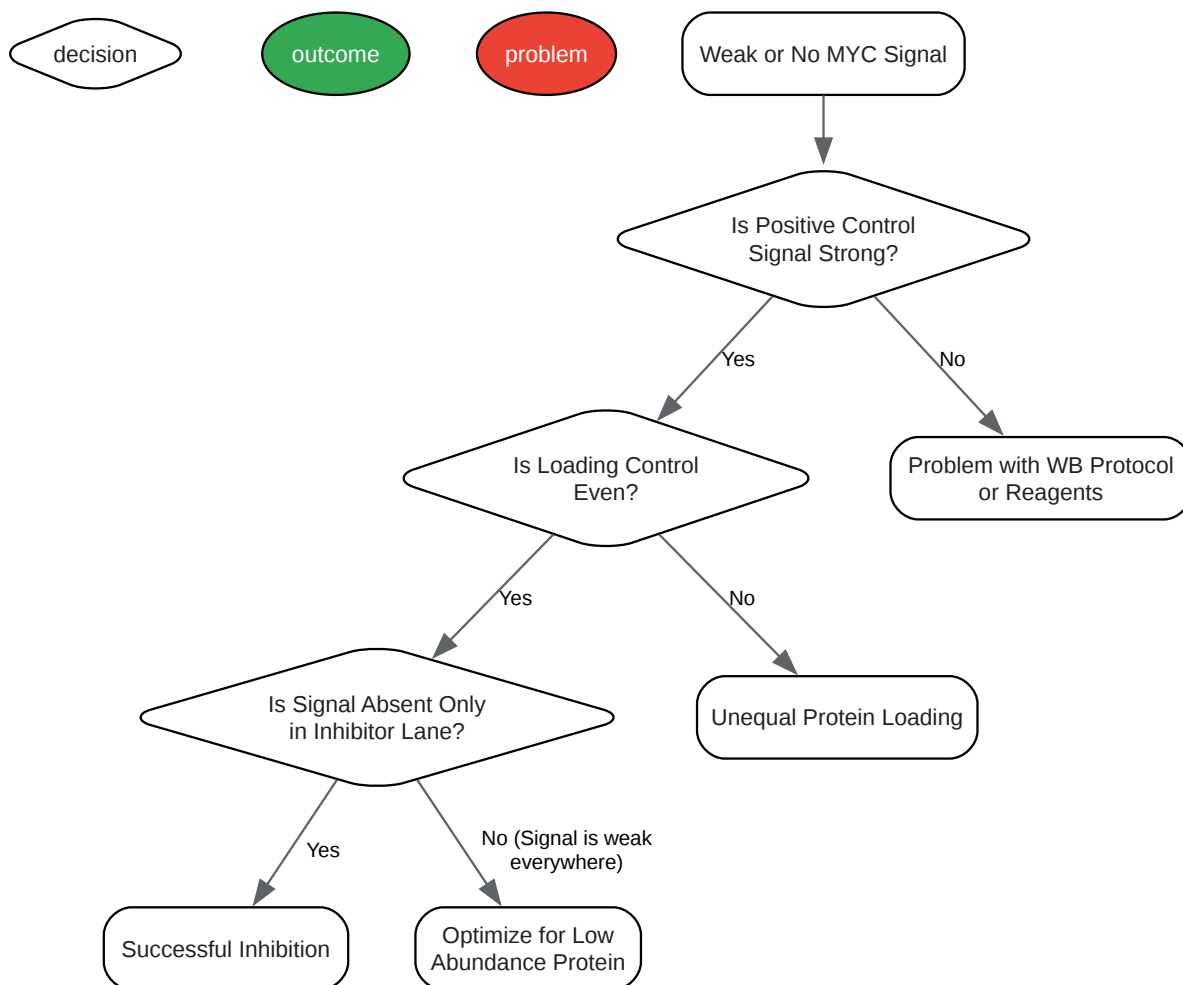 decision
outcome
problem
Weak or No MYC Signal
Is Positive Control
Signal Strong?
Yes
No
Is Loading Control
Even?
Problem with WB Protocol
or Reagents
Yes
No
Is Signal Absent Only
in Inhibitor Lane?
Unequal Protein Loading
Yes
No (Signal is weak
everywhere)
Successful Inhibition
Optimize for Low
Abundance Protein